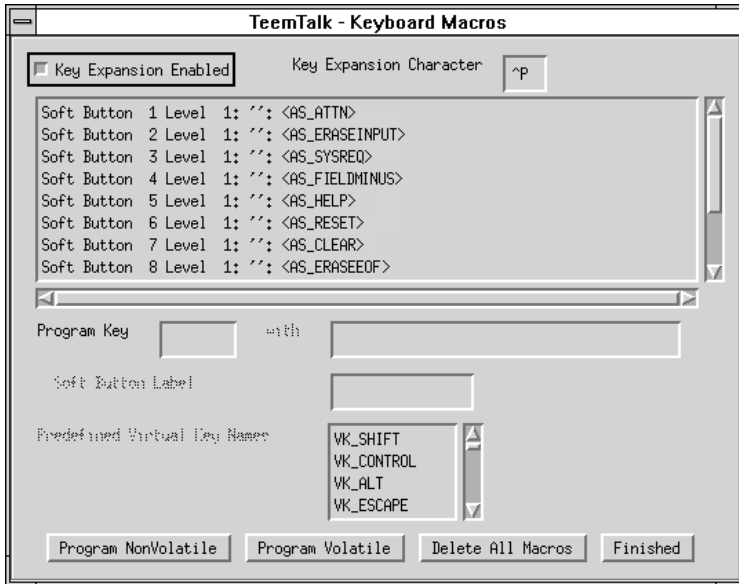 TeemTalk - Keyboard Macros
Key Expansion Enabled
Key Expansion Character
^P
Soft Button 1 Level 1: '': <AS_ATTN>
Soft Button 2 Level 1: '': <AS_ERASEINPUT>
Soft Button 3 Level 1: '': <AS_SYSREQ>
Soft Button 4 Level 1: '': <AS_FIELDMINUS>
Soft Button 5 Level 1: '': <AS_HELP>
Soft Button 6 Level 1: '': <AS_RESET>
Soft Button 7 Level 1: '': <AS_CLEAR>
Soft Button 8 Level 1: '': <AS_ERASEEOF>
Program Key
with
Soft Button Label
Predefined Virtual Key Names
VK_SHIFT
VK_CONTROL
VK_ALT
VK_ESCAPE
Program NonVolatile
Program Volatile
Delete All Macros
Finished